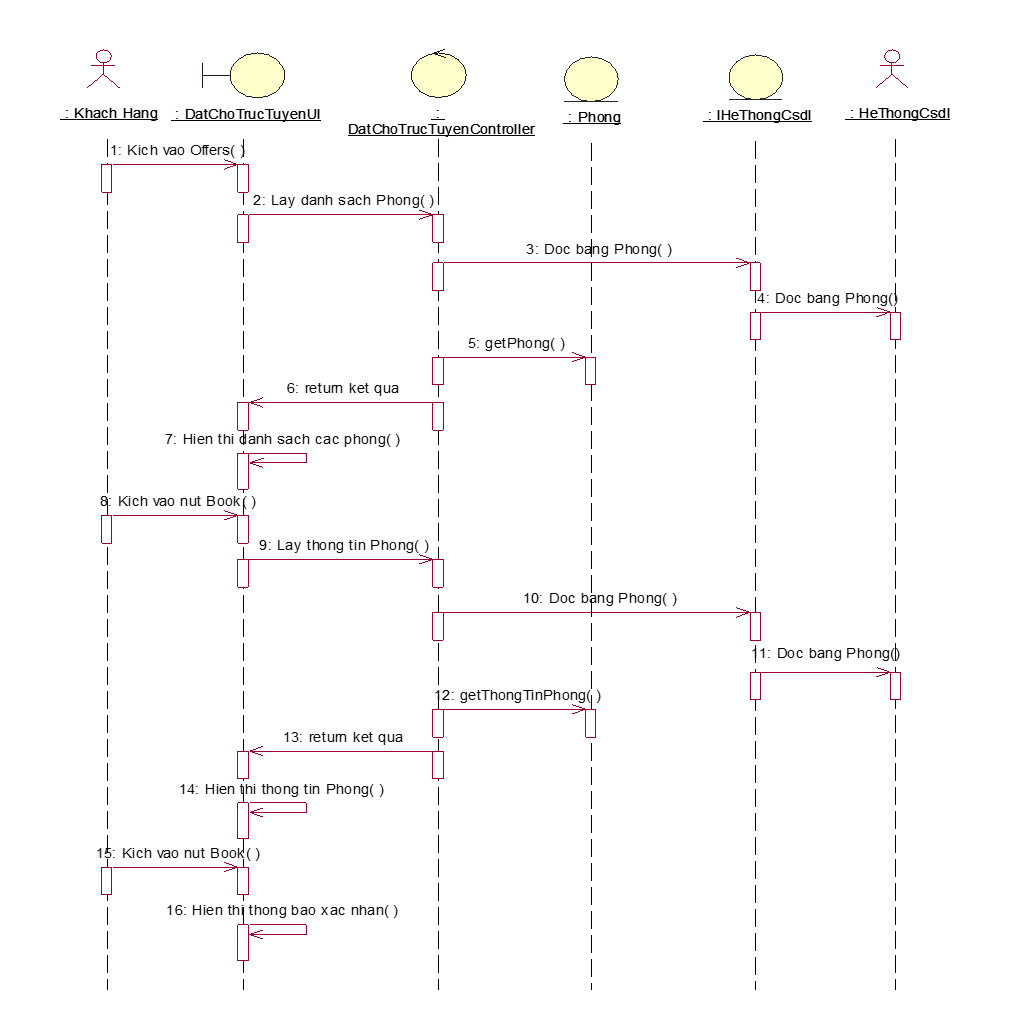 : Khach Hang
: DatChoTrucTuyenUI
:
DatChoTrucTuyenController
: Phong
: IHeThongCsdl
: HeThongCsdl
1: Kich vao Offers( )
2: Lay danh sach Phong( )
3: Doc bang Phong( )
4: Doc bang Phong()
5: getPhong( )
6: return ket qua
7: Hien thi danh sach cac phong( )
8: Kich vao nut Book( )
9: Lay thong tin Phong( )
10: Doc bang Phong( )
11: Doc bang Phong()
12: getThongTinPhong( )
13: return ket qua
14: Hien thi thong tin Phong( )
15: Kich vao nut Book( )
16: Hien thi thong bao xac nhan( )